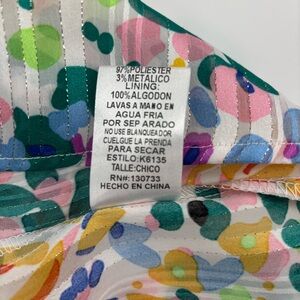 97% POLIESTER
3% METALICO
LINING:
100% ALGODON
LAVAS A MANO EN
AGUA FRIA
POR SEP ARADO
NO USE BLANQUEADOR
CUELGUE LA PRENDA
PARA SECAR
ESTILO:K6135
TALLE:CHICO
RN#:130733
HECHO EN CHINA